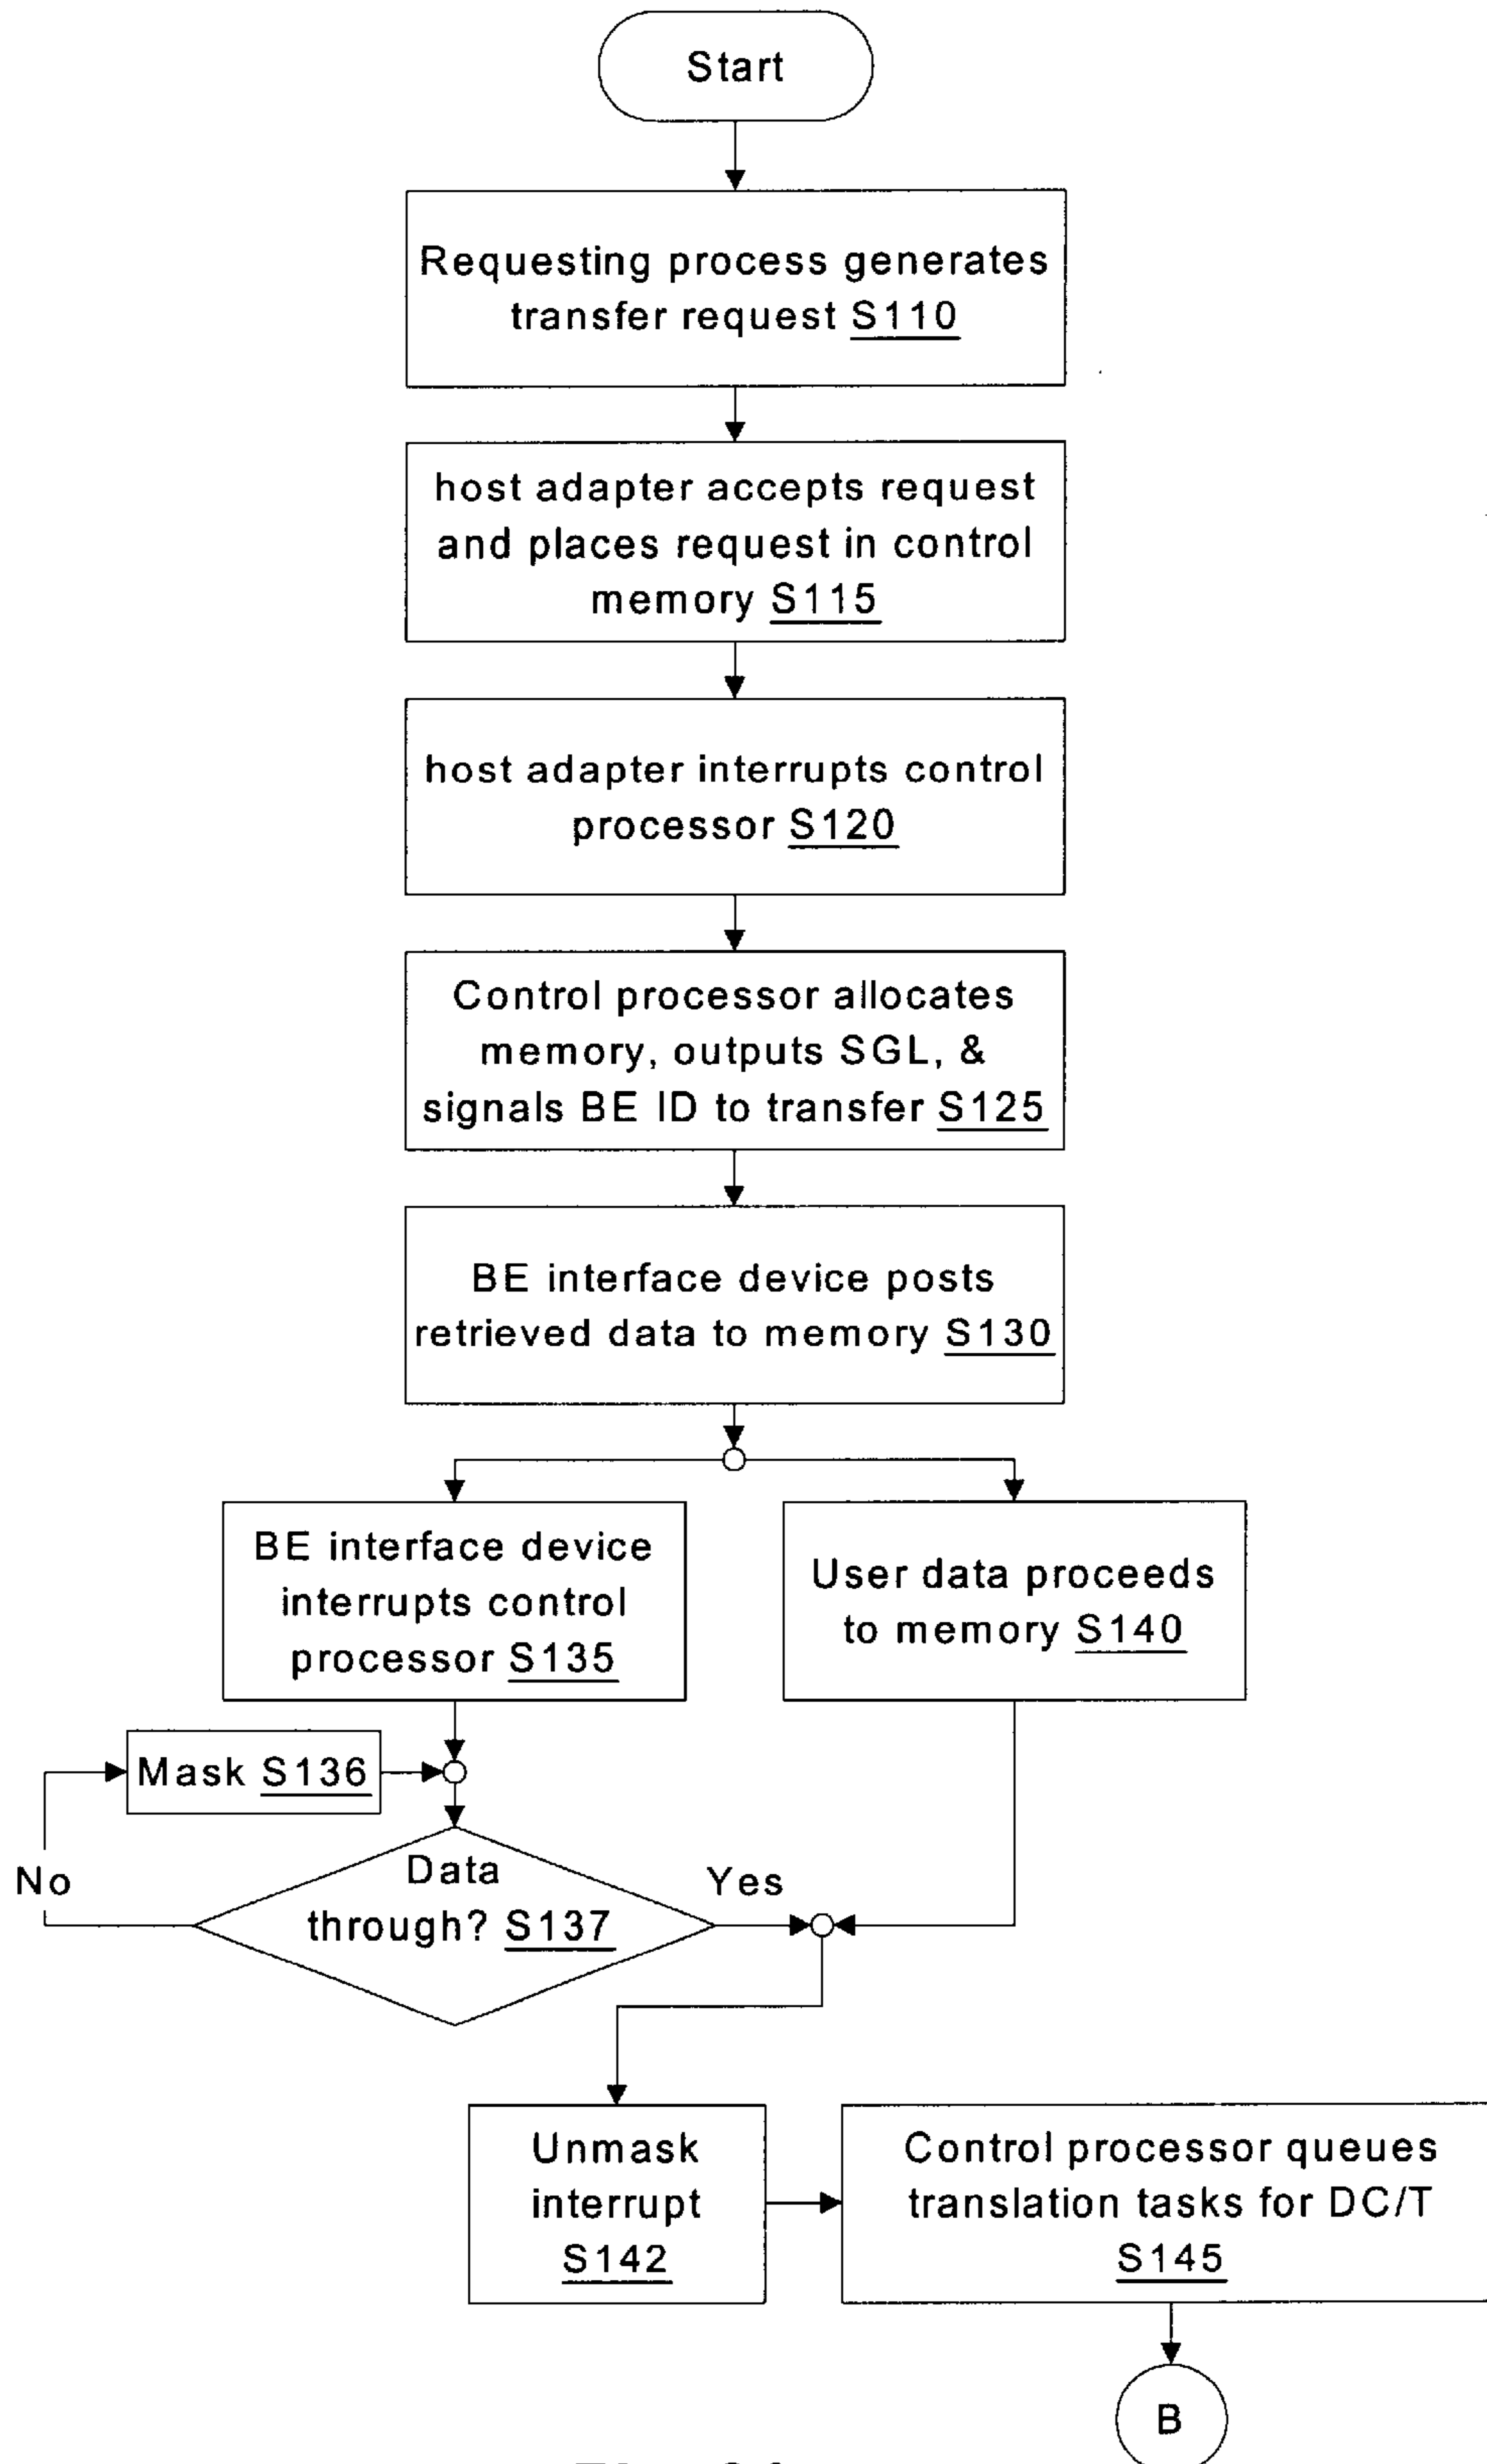 Start
Requesting process generates
transfer request S110
host adapter accepts request
and places request in control
memory S115
host adapter interrupts control
processor S120
Control processor allocates
memory, outputs SGL, &
signals BE ID to transfer S125
BE interface device posts
retrieved data to memory S130
BE interface device
interrupts control
processor S135
User data proceeds
to memory S140
Mask S136
No
Data
through? S137
Yes
Unmask
interrupt
S142
Control processor queues
translation tasks for DC/T
S145
B